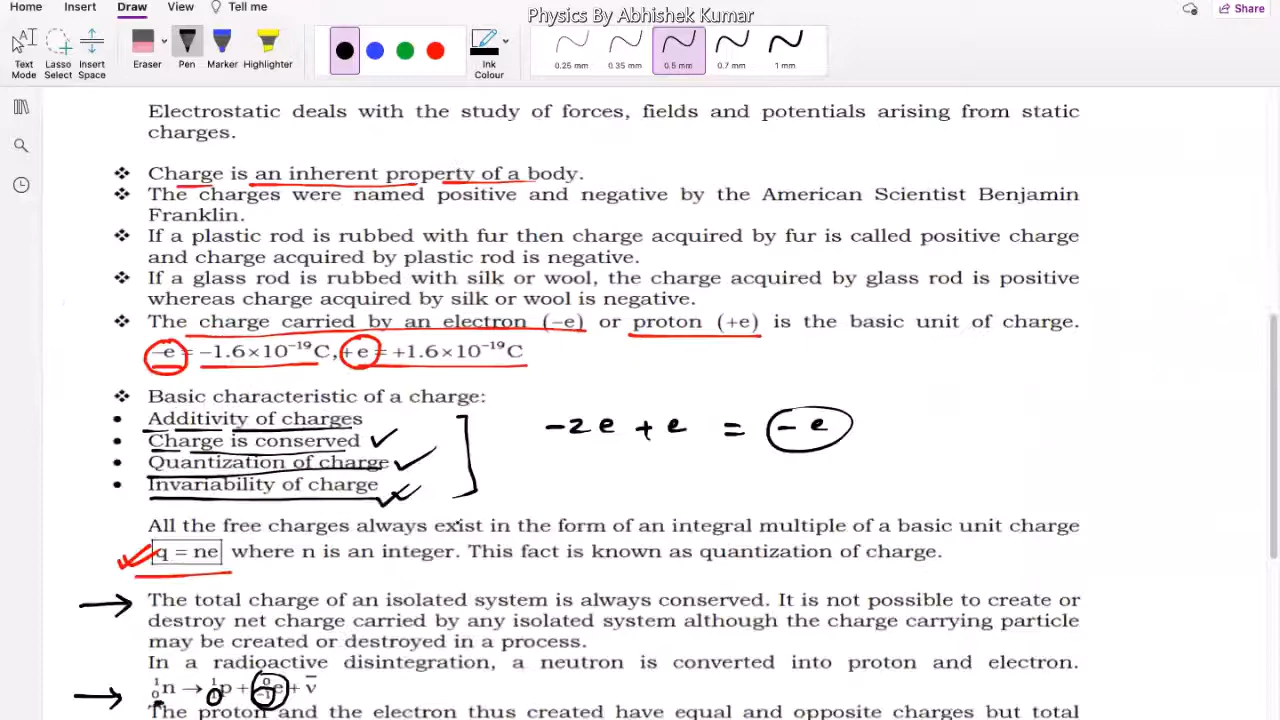 Home Insert Draw View Tell me
Physics By Abhishek Kumar
Share
Text Mode
Lasso Select
Insert Space
Eraser
Pen
Marker
Highlighter
Ink Colour
0.25 mm
0.35 mm
0.5 mm
0.7 mm
1 mm
Electrostatic deals with the study of forces, fields and potentials arising from static
charges.
❖ Charge is an inherent property of a body.
❖ The charges were named positive and negative by the American Scientist Benjamin
Franklin.
❖ If a plastic rod is rubbed with fur then charge acquired by fur is called positive charge
and charge acquired by plastic rod is negative.
❖ If a glass rod is rubbed with silk or wool, the charge acquired by glass rod is positive
whereas charge acquired by silk or wool is negative.
❖ The charge carried by an electron (−e) or proton (+e) is the basic unit of charge.
−e = −1.6×10⁻¹⁹C, + e = +1.6×10⁻¹⁹C
❖ Basic characteristic of a charge:
• Additivity of charges
• Charge is conserved
• Quantization of charge
• Invariability of charge
-2e + e = -e
All the free charges always exist in the form of an integral multiple of a basic unit charge
q = ne where n is an integer. This fact is known as quantization of charge.
The total charge of an isolated system is always conserved. It is not possible to create or
destroy net charge carried by any isolated system although the charge carrying particle
may be created or destroyed in a process.
In a radioactive disintegration, a neutron is converted into proton and electron.
¹₀n → ¹p + ⁰₋₁e + ν̄
The proton and the electron thus created have equal and opposite charges but total